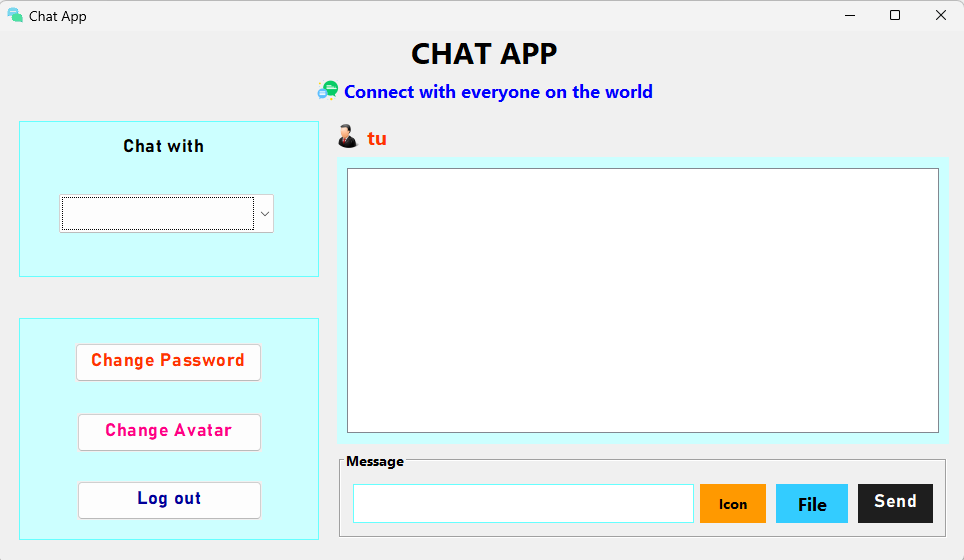 Chat App
CHAT APP
Connect with everyone on the world
Chat with
tu
Change Password
Change Avatar
Log out
Message
Icon
File
Send